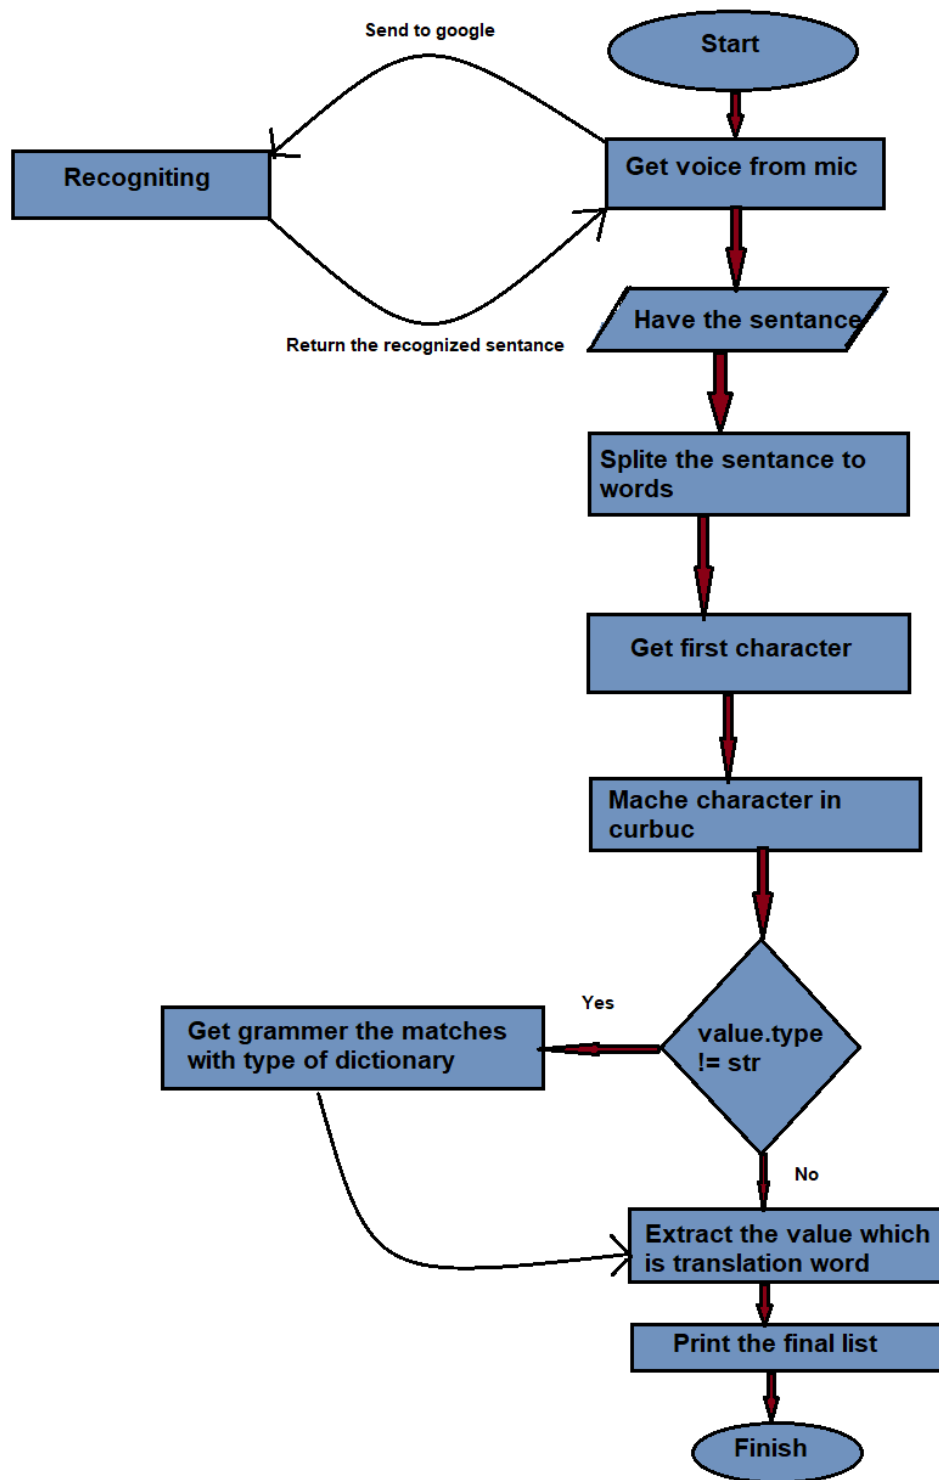 Send to google
Start
Recogniting
Get voice from mic
Have the sentance
Return the recognized sentance
Splite the sentance to
words
Get first character
Mache character in
curbuc
Yes
Get grammer the matches
with type of dictionary
value.type
!= str
No
Extract the value which
is translation word
Print the final list
Finish